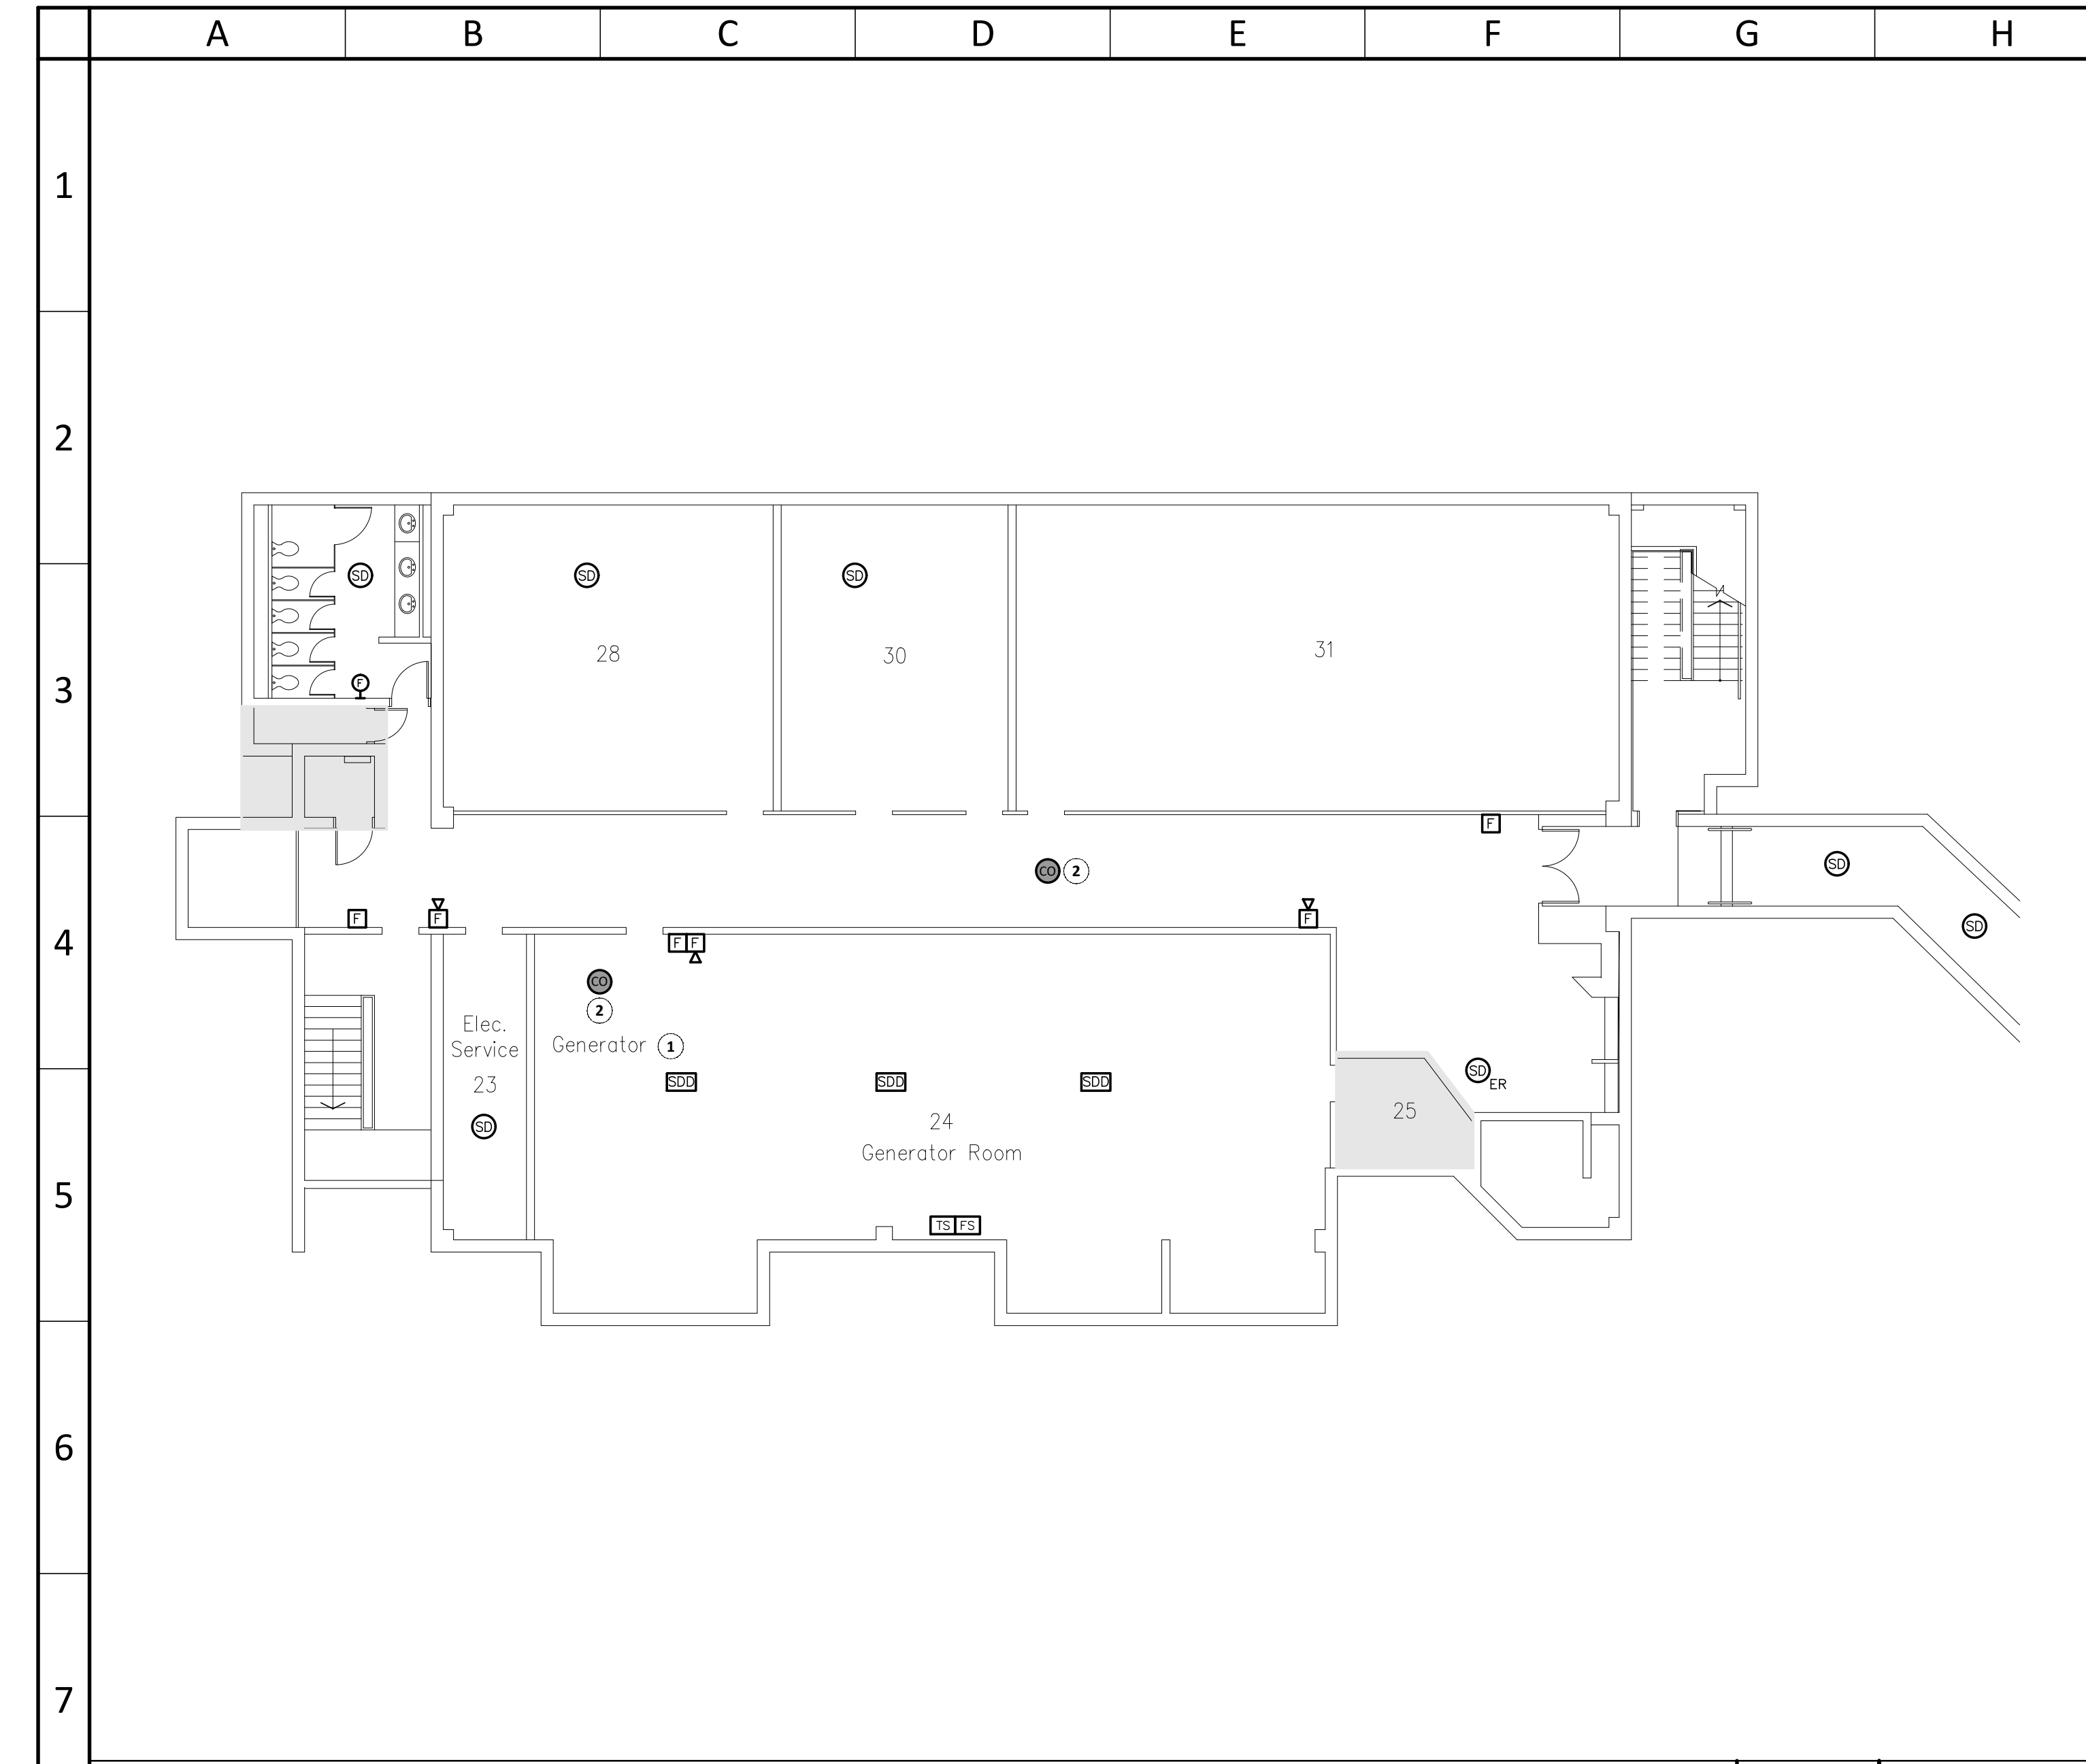 A B C D E F G H
1
2
SD SD SD
28 30 31
3
F
F
SD
CO 2
F F F
4
F F
SD
CO
2
Elec.
Service
Generator 1
23
SD ER
SDD SDD SDD
25
24
SD
Generator Room
5
TS FS
6
7